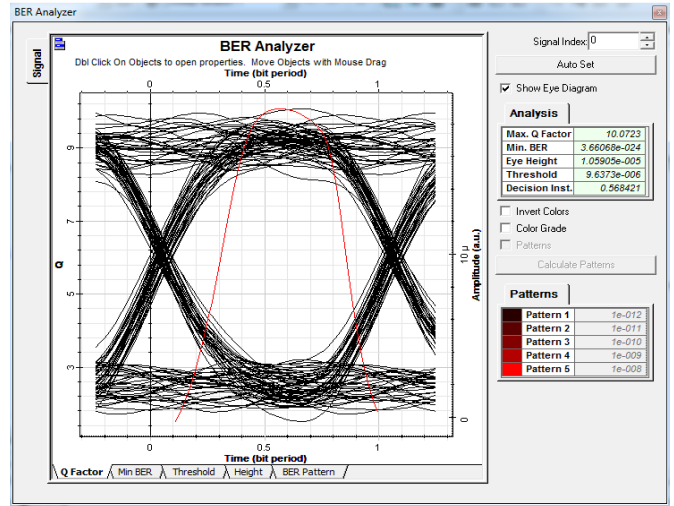 BER Analyzer
Signal
BER Analyzer
Dbl Click On Objects to open properties. Move Objects with Mouse Drag
Time (bit period)
0 0.5 1
Q
9
7
5
3
Amplitude (a.u.)
10 µ
0
0 0.5 1
Time (bit period)
Q Factor Min BER Threshold Height BER Pattern
Signal Index: 0
Auto Set
Show Eye Diagram
Analysis
Max. Q Factor 10.0723
Min. BER 3.66068e-024
Eye Height 1.05905e-005
Threshold 9.6373e-006
Decision Inst. 0.568421
Invert Colors
Color Grade
Patterns
Calculate Patterns
Patterns
Pattern 1 1e-012
Pattern 2 1e-011
Pattern 3 1e-010
Pattern 4 1e-009
Pattern 5 1e-008